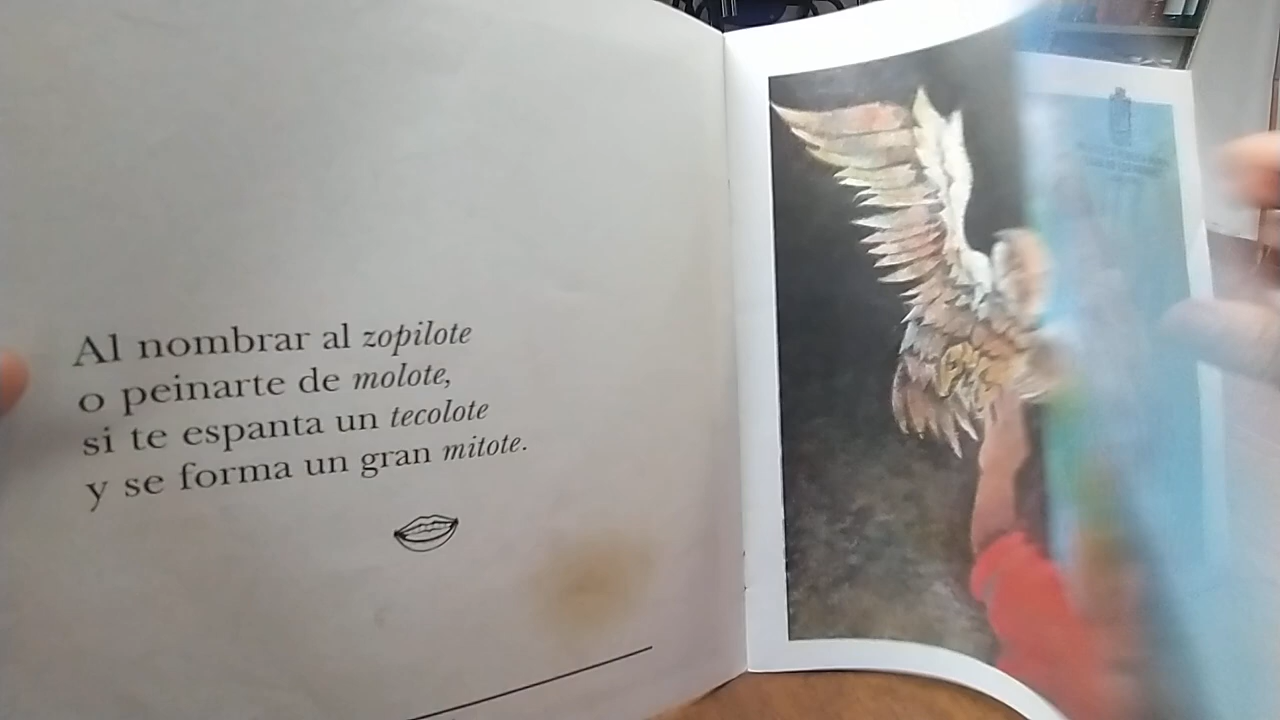 Al nombrar al zopilote
o peinarte de molote,
si te espanta un tecolote
y se forma un gran mitote.